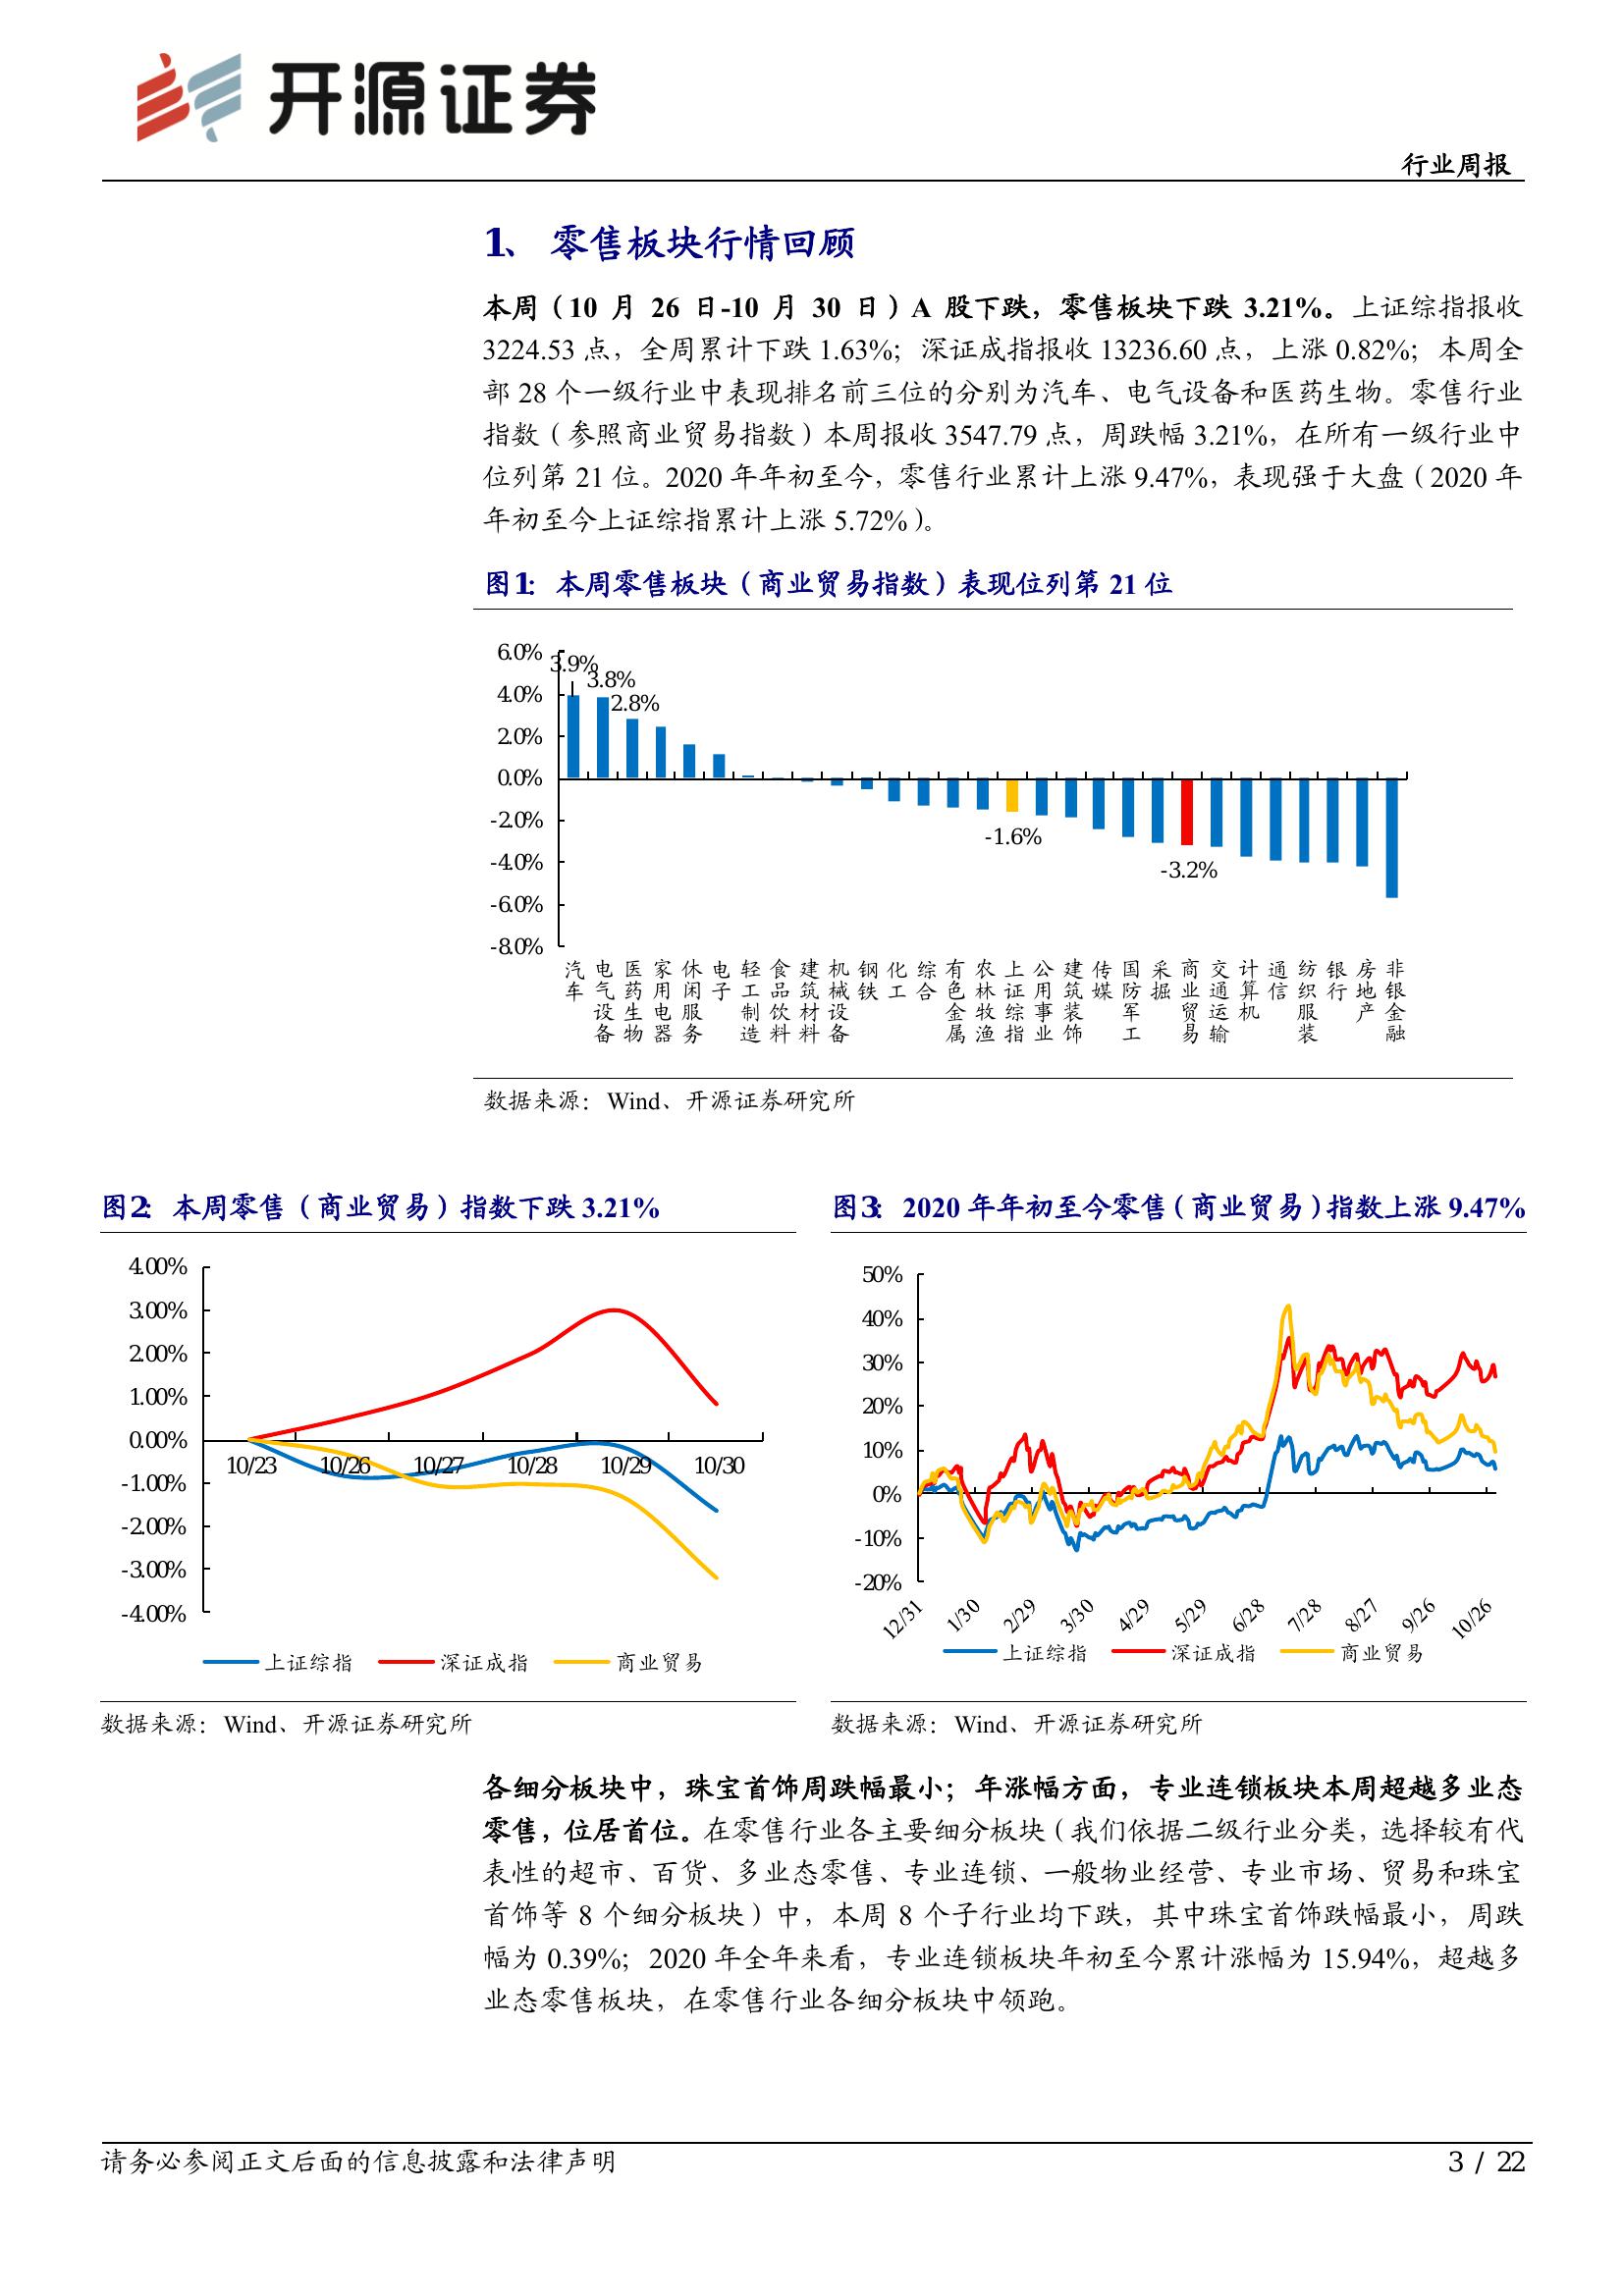 开源证券
行业周报
1、 零售板块行情回顾
本周（10 月 26 日-10 月 30 日）A 股下跌，零售板块下跌 3.21%。上证综指报收
3224.53 点，全周累计下跌 1.63%；深证成指报收 13236.60 点，上涨 0.82%；本周全
部 28 个一级行业中表现排名前三位的分别为汽车、电气设备和医药生物。零售行业
指数（参照商业贸易指数）本周报收 3547.79 点，周跌幅 3.21%，在所有一级行业中
位列第 21 位。2020 年年初至今，零售行业累计上涨 9.47%，表现强于大盘（2020 年
年初至今上证综指累计上涨 5.72%）。
图1： 本周零售板块（商业贸易指数）表现位列第 21 位
6.0%
4.0%
2.0%
0.0%
-2.0%
-4.0%
-6.0%
-8.0%
3.9%
3.8%
2.8%
-1.6%
-3.2%
汽车
电气设备
医药生物
家用电器
休闲服务
电子
轻工制造
食品饮料
建筑材料
机械设备
钢铁
化工
综合
有色金属
农林牧渔
上证综指
公用事业
建筑装饰
传媒
国防军工
采掘
商业贸易
交通运输
计算机
通信
纺织服装
银行
房地产
非银金融
数据来源：Wind、开源证券研究所
图2： 本周零售（商业贸易）指数下跌 3.21%
4.00%
3.00%
2.00%
1.00%
0.00%
-1.00%
-2.00%
-3.00%
-4.00%
10/23 10/26 10/27 10/28 10/29 10/30
上证综指 深证成指 商业贸易
数据来源：Wind、开源证券研究所
图3： 2020 年年初至今零售（商业贸易）指数上涨 9.47%
50%
40%
30%
20%
10%
0%
-10%
-20%
12/31 1/30 2/29 3/30 4/29 5/29 6/28 7/28 8/27 9/26 10/26
上证综指 深证成指 商业贸易
数据来源：Wind、开源证券研究所
各细分板块中，珠宝首饰周跌幅最小；年涨幅方面，专业连锁板块本周超越多业态
零售，位居首位。在零售行业各主要细分板块（我们依据二级行业分类，选择较有代
表性的超市、百货、多业态零售、专业连锁、一般物业经营、专业市场、贸易和珠宝
首饰等 8 个细分板块）中，本周 8 个子行业均下跌，其中珠宝首饰跌幅最小，周跌
幅为 0.39%；2020 年全年来看，专业连锁板块年初至今累计涨幅为 15.94%，超越多
业态零售板块，在零售行业各细分板块中领跑。
请务必参阅正文后面的信息披露和法律声明
3 / 22